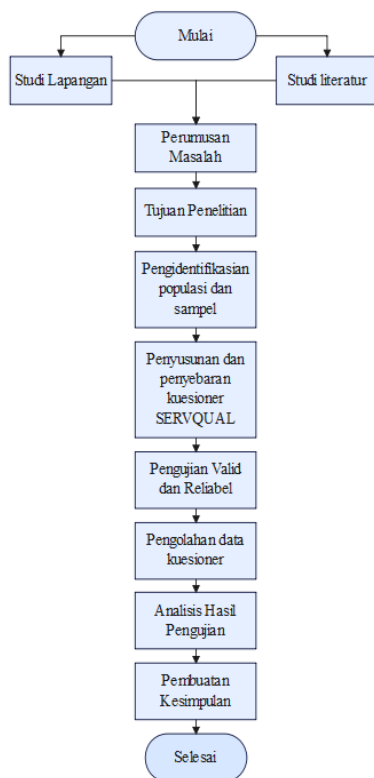 Mulai
Studi Lapangan
Studi literatur
Perumusan
Masalah
Tujuan Penelitian
Pengidentifikasian
populasi dan
sampel
Penyusunan dan
penyebaran
kuesioner
SERVQUAL
Pengujian Valid
dan Reliabel
Pengolahan data
kuesioner
Analisis Hasil
Pengujian
Pembuatan
Kesimpulan
Selesai